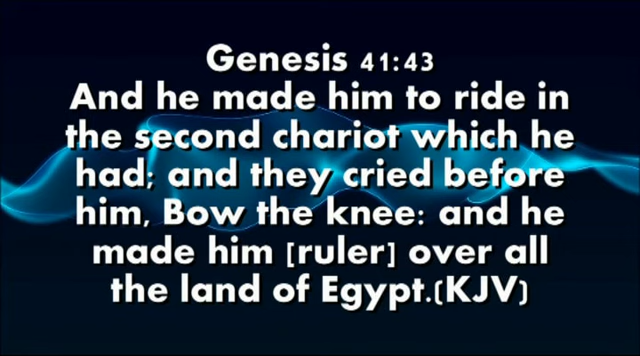 Genesis 41:43
And he made him to ride in
the second chariot which he
had; and they cried before
him, Bow the knee: and he
made him [ruler] over all
the land of Egypt.(KJV)